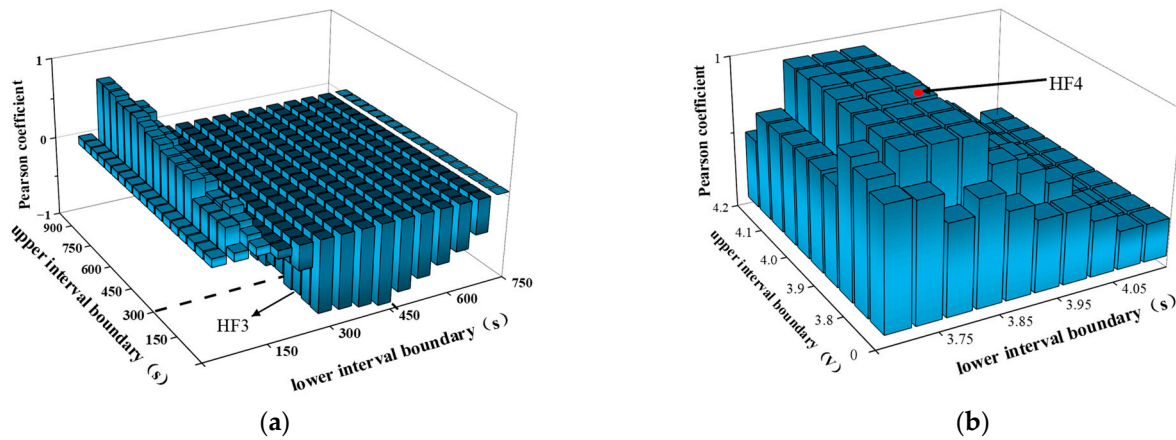 1
0
−1
Pearson coefficient
900
750
600
450
300
150
upper interval boundary (s)
HF3
150
300
450
600
750
lower interval boundary (s)
(a)
1
Pearson coefficient
HF4
4.2
4.1
4.0
3.9
3.8
0
upper interval boundary (V)
3.75
3.85
3.95
4.05
lower interval boundary (s)
(b)